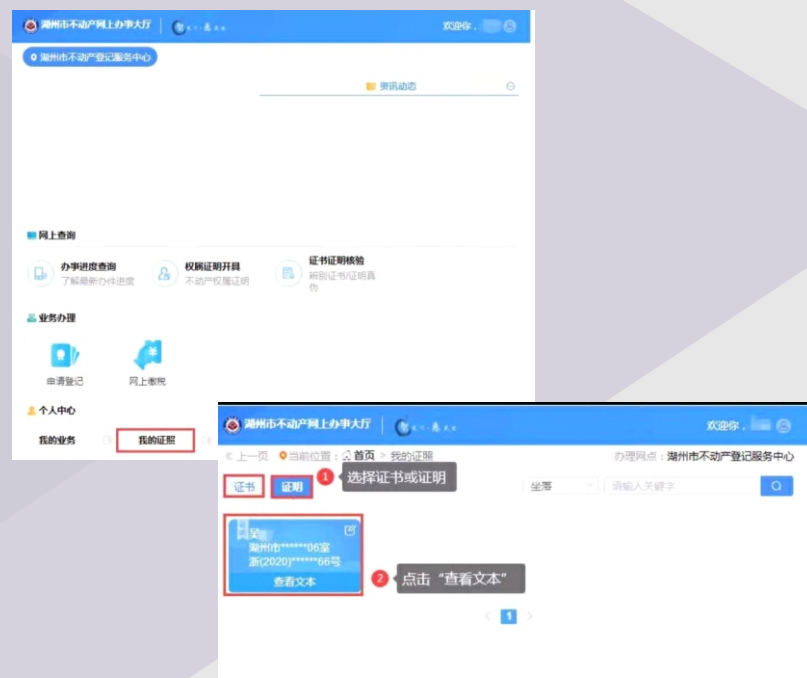 湖州市不动产网上办事大厅
欢迎你，
湖州市不动产登记服务中心
资讯动态
网上查询
办事进度查询
了解最新办件进度
权属证明开具
不动产权属证明
证书证明核验
辨别证书/证明真
伪
业务办理
申请登记
网上缴税
个人中心
我的业务
我的证照
湖州市不动产网上办事大厅
欢迎你，
« 上一页 当前位置： 首页 > 我的证照
办理网点：湖州市不动产登记服务中心
证书
证明
1 选择证书或证明
坐落
请输入关键字
吴
湖州市******06室
浙(2020)******66号
查看文本
2 点击“查看文本”
< 1 >